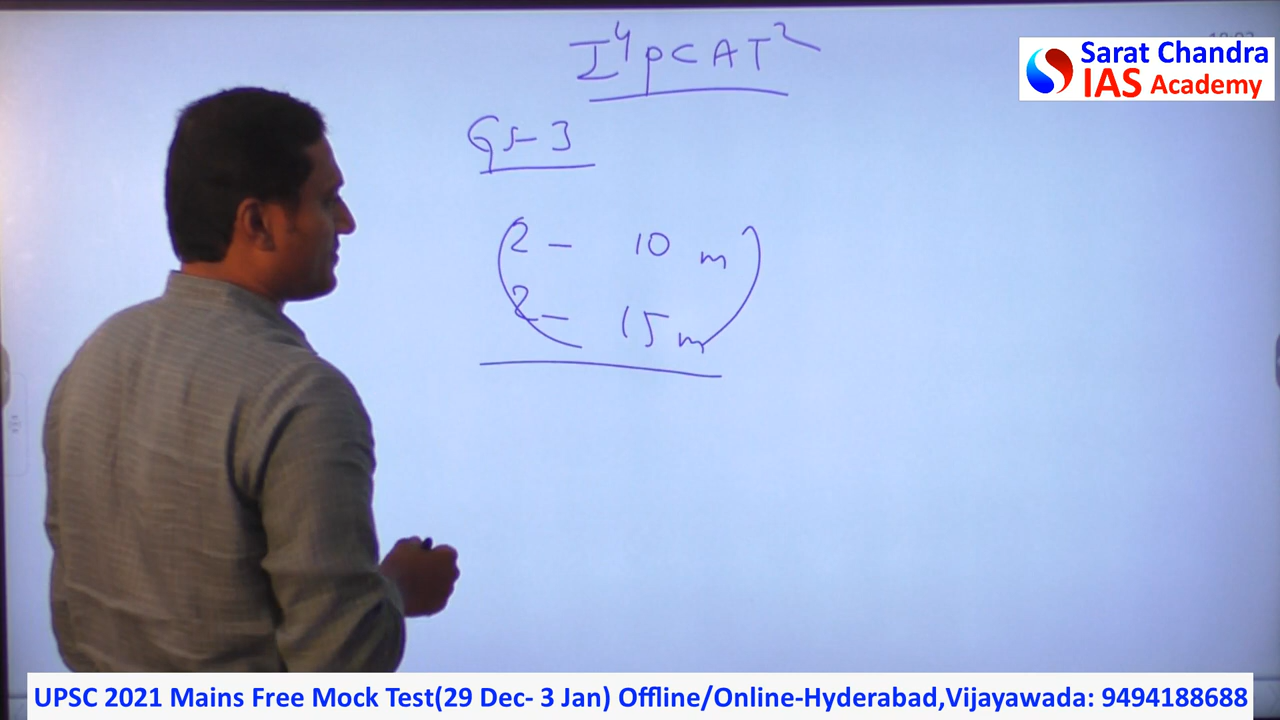 I⁴PCAT²
GS-3
2 - 10 m
2 - 15 m
Sarat Chandra
IAS Academy
UPSC 2021 Mains Free Mock Test(29 Dec- 3 Jan) Offline/Online-Hyderabad,Vijayawada: 9494188688